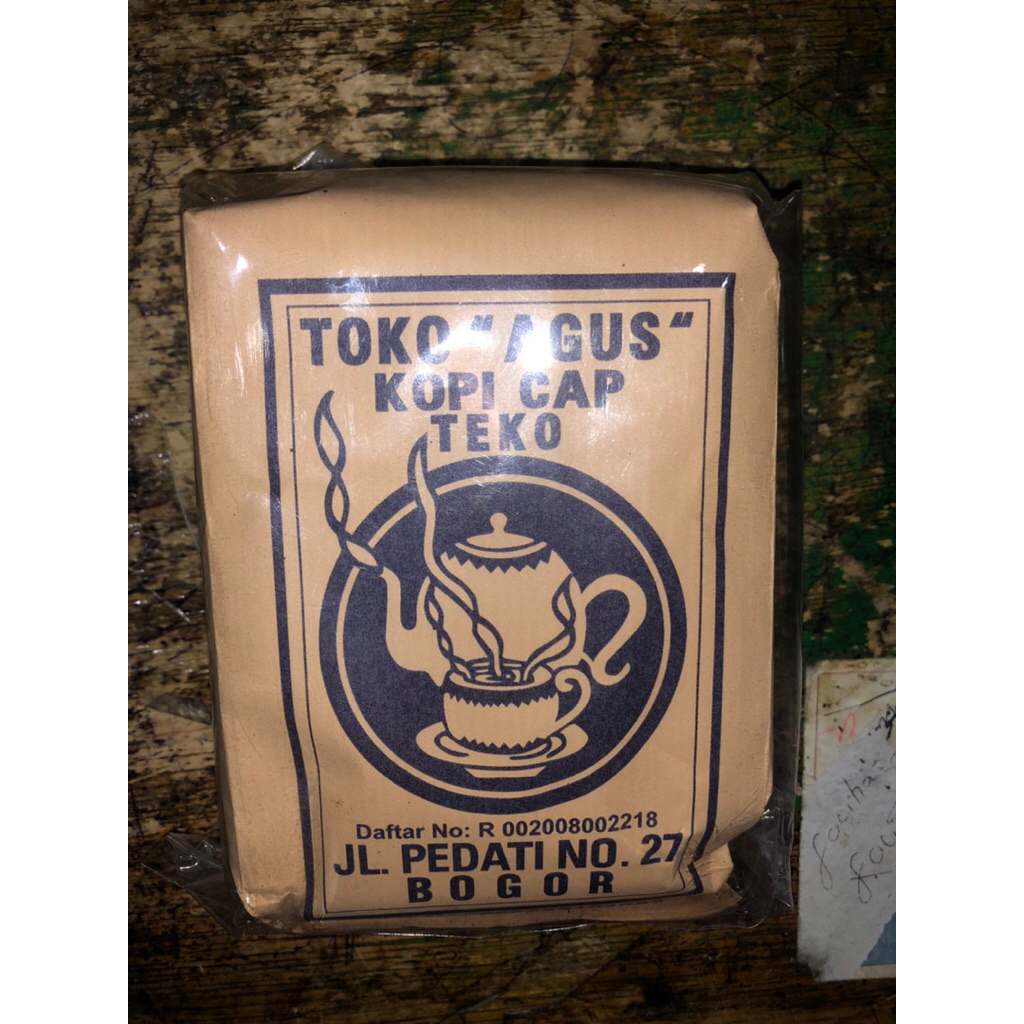 TOKO "AGUS"
KOPI CAP
TEKO
Daftar No: R 002008002218
JL. PEDATI NO. 27
BOGOR